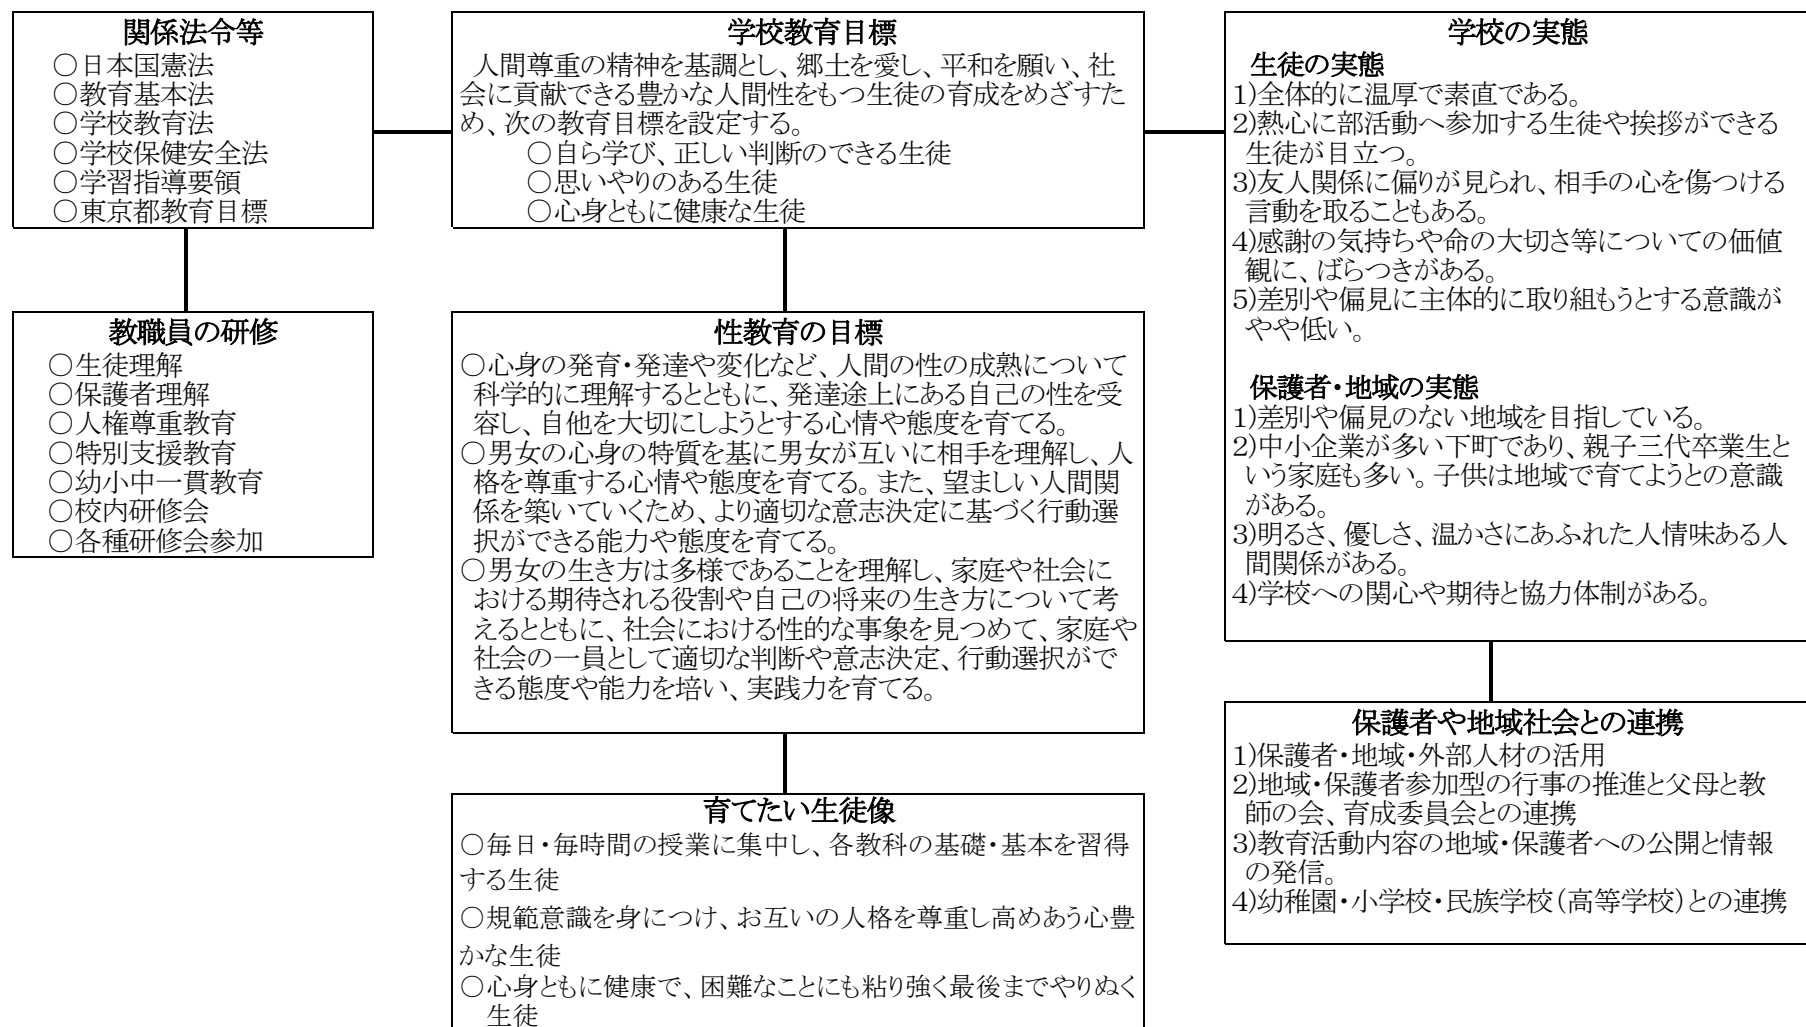 関係法令等
○日本国憲法
○教育基本法
○学校教育法
○学校保健安全法
○学習指導要領
○東京都教育目標
教職員の研修
○生徒理解
○保護者理解
○人権尊重教育
○特別支援教育
○幼小中一貫教育
○校内研修会
○各種研修会参加
学校教育目標
人間尊重の精神を基調とし、郷土を愛し、平和を願い、社
会に貢献できる豊かな人間性をもつ生徒の育成をめざすた
め、次の教育目標を設定する。
○自ら学び、正しい判断のできる生徒
○思いやりのある生徒
○心身ともに健康な生徒
性教育の目標
○心身の発育・発達や変化など、人間の性の成熟について
科学的に理解するとともに、発達途上にある自己の性を受
容し、自他を大切にしようとする心情や態度を育てる。
○男女の心身の特質を基に男女が互いに相手を理解し、人
格を尊重する心情や態度を育てる。また、望ましい人間関
係を築いていくため、より適切な意志決定に基づく行動選
択ができる能力や態度を育てる。
○男女の生き方は多様であることを理解し、家庭や社会に
おける期待される役割や自己の将来の生き方について考
えるとともに、社会における性的な事象を見つめて、家庭や
社会の一員として適切な判断や意志決定、行動選択がで
きる態度や能力を培い、実践力を育てる。
育てたい生徒像
○毎日・毎時間の授業に集中し、各教科の基礎・基本を習得
する生徒
○規範意識を身につけ、お互いの人格を尊重し高めあう心豊
かな生徒
○心身ともに健康で、困難なことにも粘り強く最後までやりぬく
生徒
学校の実態
生徒の実態
1)全体的に温厚で素直である。
2)熱心に部活動へ参加する生徒や挨拶ができる
生徒が目立つ。
3)友人関係に偏りが見られ、相手の心を傷つける
言動を取ることもある。
4)感謝の気持ちや命の大切さ等についての価値
観に、ばらつきがある。
5)差別や偏見に主体的に取り組もうとする意識が
やや低い。
保護者・地域の実態
1)差別や偏見のない地域を目指している。
2)中小企業が多い下町であり、親子三代卒業生と
いう家庭も多い。子供は地域で育てようとの意識
がある。
3)明るさ、優しさ、温かさにあふれた人情味ある人
間関係がある。
4)学校への関心や期待と協力体制がある。
保護者や地域社会との連携
1)保護者・地域・外部人材の活用
2)地域・保護者参加型の行事の推進と父母と教
師の会、育成委員会との連携
3)教育活動内容の地域・保護者への公開と情報
の発信。
4)幼稚園・小学校・民族学校(高等学校)との連携